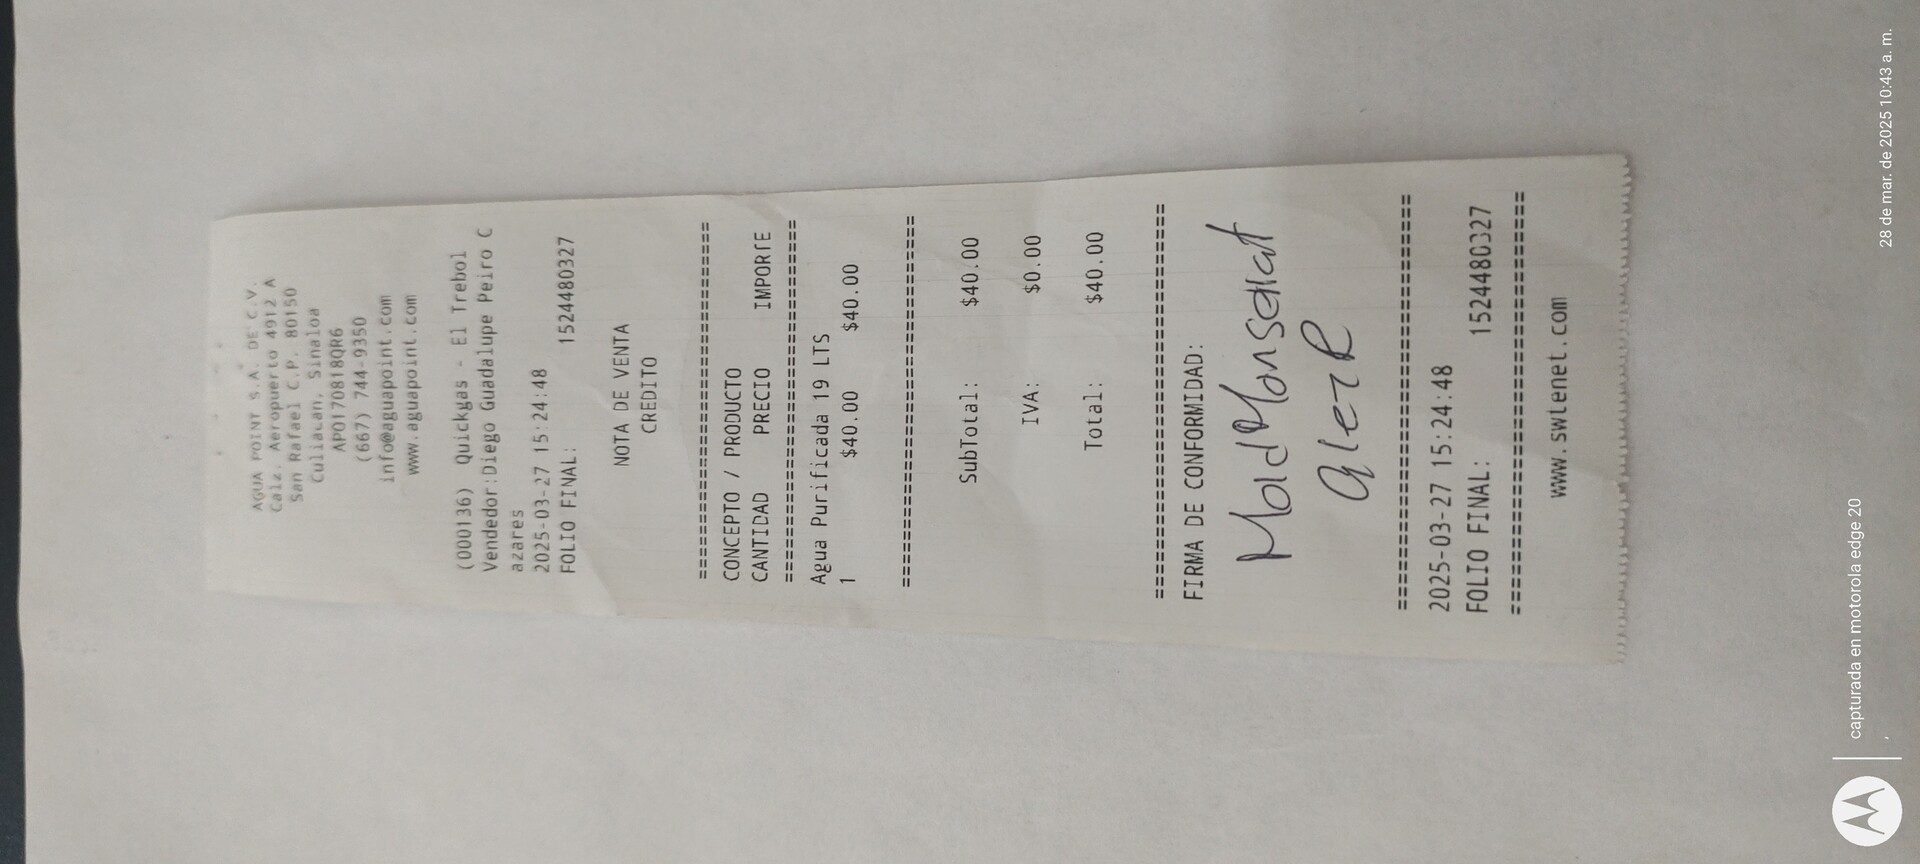 AGUA POINT S.A. DE C.V.
Calz. Aeropuerto 4912 A
San Rafael C.P. 80150
Culiacan, Sinaloa
APO170818QR6
(667) 744-9350
info@aguapoint.com
www.aguapoint.com
(000136) Quickgas - El Trebol
Vendedor:Diego Guadalupe Peiro C
azares
2025-03-27 15:24:48
FOLIO FINAL: 1524480327
NOTA DE VENTA
CREDITO
================================
CONCEPTO / PRODUCTO
CANTIDAD PRECIO IMPORTE
================================
Agua Purificada 19 LTS
1 $40.00 $40.00
================================
SubTotal: $40.00
IVA: $0.00
Total: $40.00
================================
FIRMA DE CONFORMIDAD:
================================
2025-03-27 15:24:48
FOLIO FINAL: 1524480327
================================
www.swtenet.com
capturada en motorola edge 20
28 de mar. de 2025 10:43 a. m.